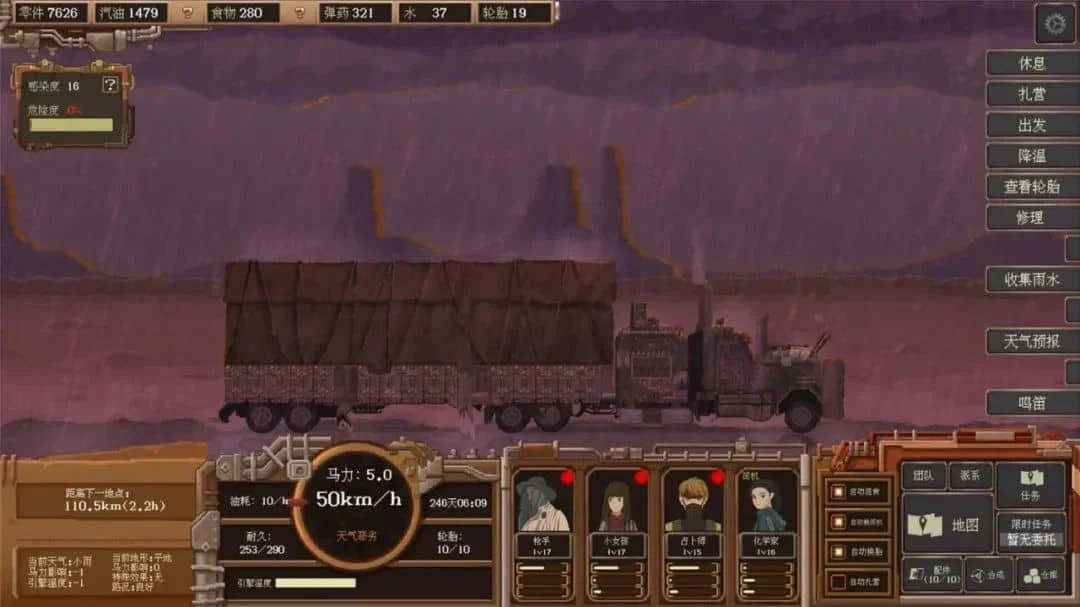 零件 7626 汽油 1479 ? 食物 280 ? 弹药 321 水 37 轮胎 19
感染度 16 ?
危险度 0%
休息
扎营
出发
降温
查看轮胎
修理
收集雨水
天气预报
鸣笛
距离下一地点:
110.5km(2.2h)
当前天气:小雨
马力影响:-1
引擎温度:-1
当前地形:平地
马力影响:0
特殊效果:无
路况:良好
马力: 5.0
50km/h
天气恶劣
油耗: 10/h
耐久:
253/290
引擎温度
246天06:09
轮胎:
10/10
枪手
lv17
小女孩
lv17
占卜师
lv15
司机
化学家
lv16
自动进食
自动换司机
自动换胎
自动扎营
团队
派系
任务
地图
限时任务
暂无委托
配件
(10/10)
合成
仓库